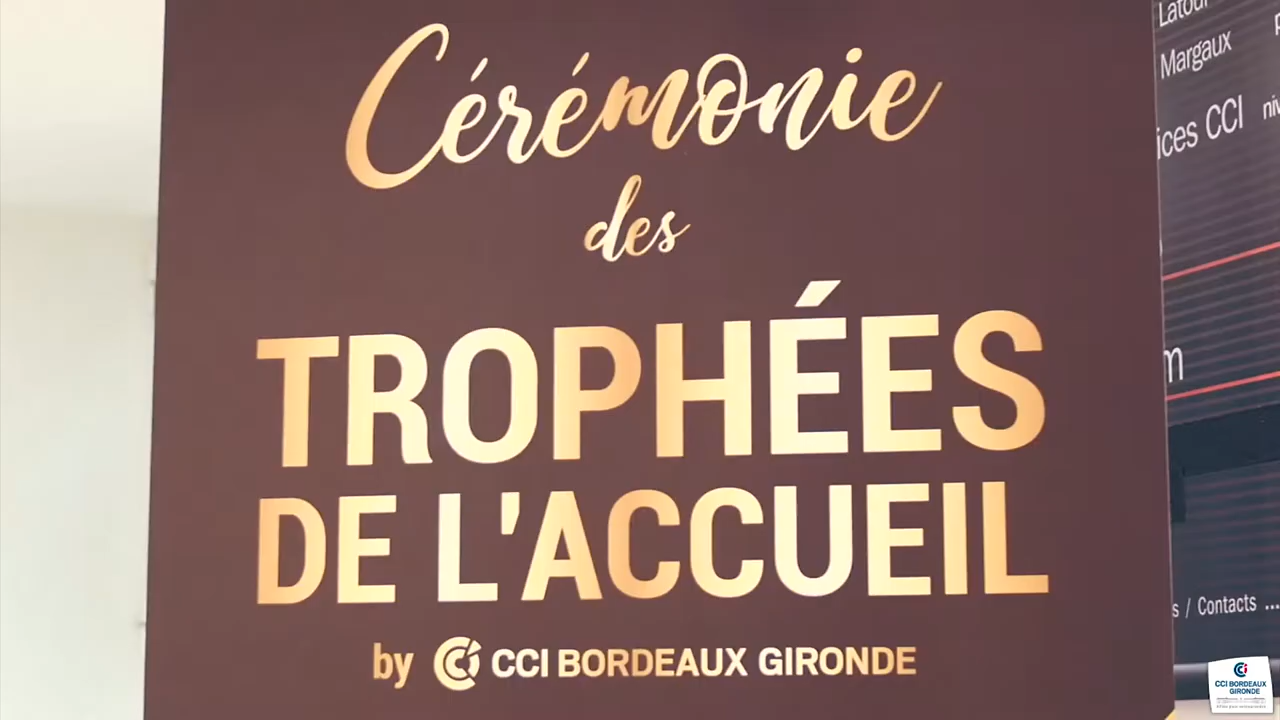 Cérémonie
des
TROPHÉES
DE L'ACCUEIL
by CCI BORDEAUX GIRONDE
Latour
Margaux
ices CCI
m
s / Contacts ...
CCI BORDEAUX
GIRONDE